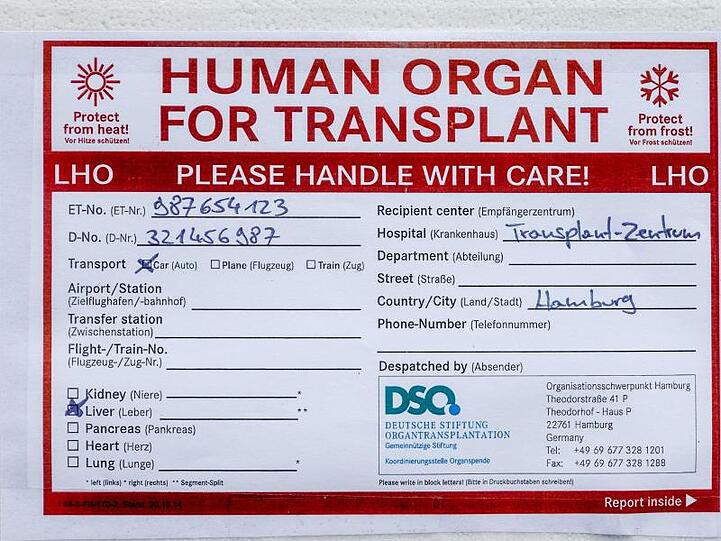 HUMAN ORGAN
FOR TRANSPLANT
Protect
from heat!
Vor Hitze schützen!
Protect
from frost!
Vor Frost schützen!
LHO PLEASE HANDLE WITH CARE! LHO
ET-No. (ET-Nr.) 987654123
D-No. (D-Nr.) 321456987
Transport Car (Auto) Plane (Flugzeug) Train (Zug)
Airport/Station
(Zielflughafen/-bahnhof)
Transfer station
(Zwischenstation)
Flight-/Train-No.
(Flugzeug-/Zug-Nr.)
Kidney (Niere) *
Liver (Leber) **
Pancreas (Pankreas)
Heart (Herz)
Lung (Lunge) *
* left (links) * right (rechts) ** Segment-Split
Recipient center (Empfängerzentrum)
Hospital (Krankenhaus) Transplant-Zentrum
Department (Abteilung)
Street (Straße)
Country/City (Land/Stadt) Hamburg
Phone-Number (Telefonnummer)
Despatched by (Absender)
DSO
DEUTSCHE STIFTUNG
ORGANTRANSPLANTATION
Gemeinnützige Stiftung
Koordinierungsstelle Organspende
Organisationsschwerpunkt Hamburg
Theodorstraße 41 P
Theodorhof - Haus P
22761 Hamburg
Germany
Tel: +49 69 677 328 1201
Fax: +49 69 677 328 1288
Please write in block letters! (Bitte in Druckbuchstaben schreiben!)
Report inside